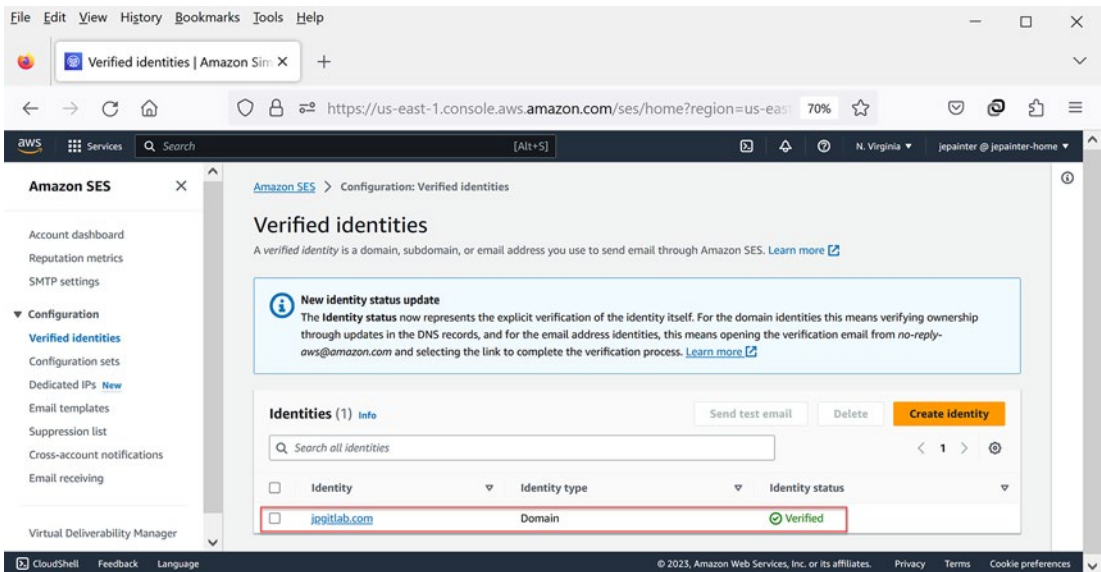 File Edit View History Bookmarks Tools Help
Verified identities | Amazon Sim
https://us-east-1.console.aws.amazon.com/ses/home?region=us-eas 70%
aws Services Search [Alt+S] N. Virginia jepainter @ jepainter-home
Amazon SES
Account dashboard
Reputation metrics
SMTP settings
Configuration
Verified identities
Configuration sets
Dedicated IPs New
Email templates
Suppression list
Cross-account notifications
Email receiving
Virtual Deliverability Manager
Amazon SES > Configuration: Verified identities
Verified identities
A verified identity is a domain, subdomain, or email address you use to send email through Amazon SES. Learn more
New identity status update
The Identity status now represents the explicit verification of the identity itself. For the domain identities this means verifying ownership
through updates in the DNS records, and for the email address identities, this means opening the verification email from no-reply-
aws@amazon.com and selecting the link to complete the verification process. Learn more
Identities (1) Info Send test email Delete Create identity
Search all identities 1
Identity Identity type Identity status
jpgitlab.com Domain Verified
CloudShell Feedback Language © 2023, Amazon Web Services, Inc. or its affiliates. Privacy Terms Cookie preferences